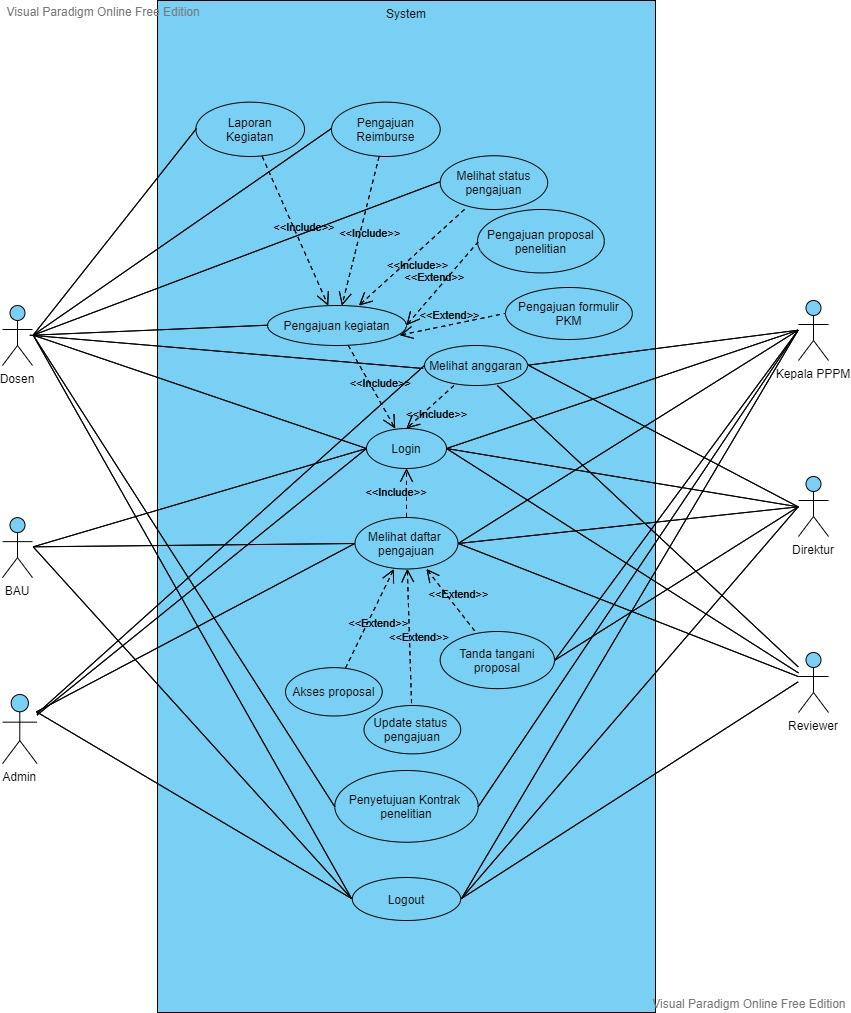 Visual Paradigm Online Free Edition
System
Laporan
Kegiatan
Pengajuan
Reimburse
Melihat status
pengajuan
<<Include>>
<<Include>>
Pengajuan proposal
penelitian
<<Include>>
<<Extend>>
Pengajuan formulir
PKM
<<Extend>>
Pengajuan kegiatan
Dosen
Melihat anggaran
Kepala PPPM
<<Include>>
<<Include>>
Login
<<Include>>
Melihat daftar
pengajuan
Direktur
BAU
<<Extend>>
<<Extend>>
<<Extend>>
Tanda tangani
proposal
Akses proposal
Update status
pengajuan
Reviewer
Admin
Penyetujuan Kontrak
penelitian
Logout
Visual Paradigm Online Free Edition